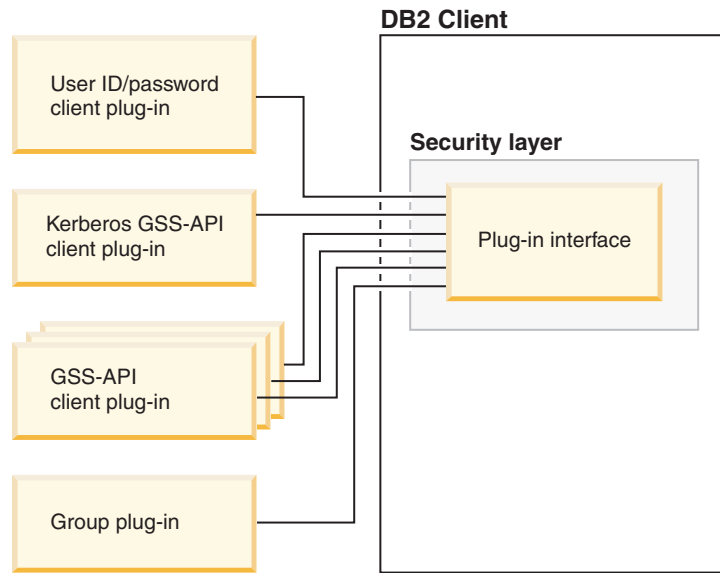 DB2 Client
User ID/password
client plug-in
Security layer
Kerberos GSS-API
client plug-in
Plug-in interface
GSS-API
client plug-in
Group plug-in